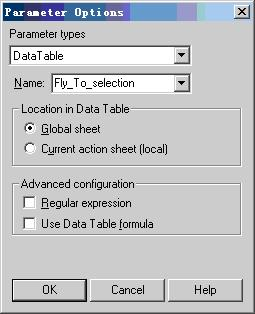 Parameter Options
Parameter types
DataTable
Name: Fly_To_selection
Location in Data Table
Global sheet
Current action sheet (local)
Advanced configuration
Regular expression
Use Data Table formula
OK Cancel Help